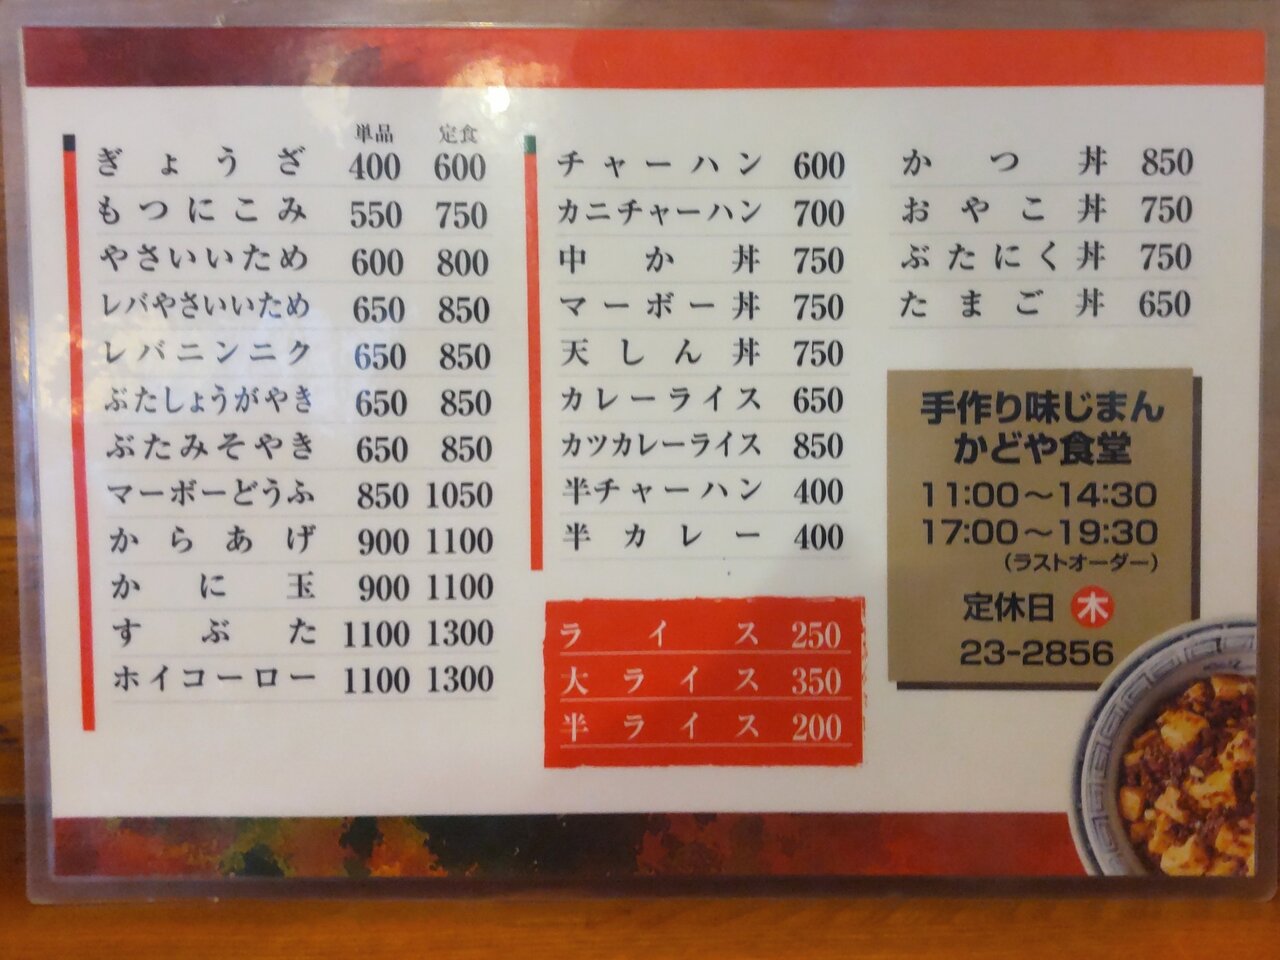 単品 定食
ぎょうざ 400 600
もつにこみ 550 750
やさいいため 600 800
レバやさいいため 650 850
レバニンニク 650 850
ぶたしょうがやき 650 850
ぶたみそやき 650 850
マーボーどうふ 850 1050
からあげ 900 1100
かに玉 900 1100
すぶた 1100 1300
ホイコーロー 1100 1300
チャーハン 600
カニチャーハン 700
中か丼 750
マーボー丼 750
天しん丼 750
カレーライス 650
カツカレーライス 850
半チャーハン 400
半カレー 400
ライス 250
大ライス 350
半ライス 200
かつ丼 850
おやこ丼 750
ぶたにく丼 750
たまご丼 650
手作り味じまん
かどや食堂
11:00～14:30
17:00～19:30
(ラストオーダー)
定休日 木
23-2856